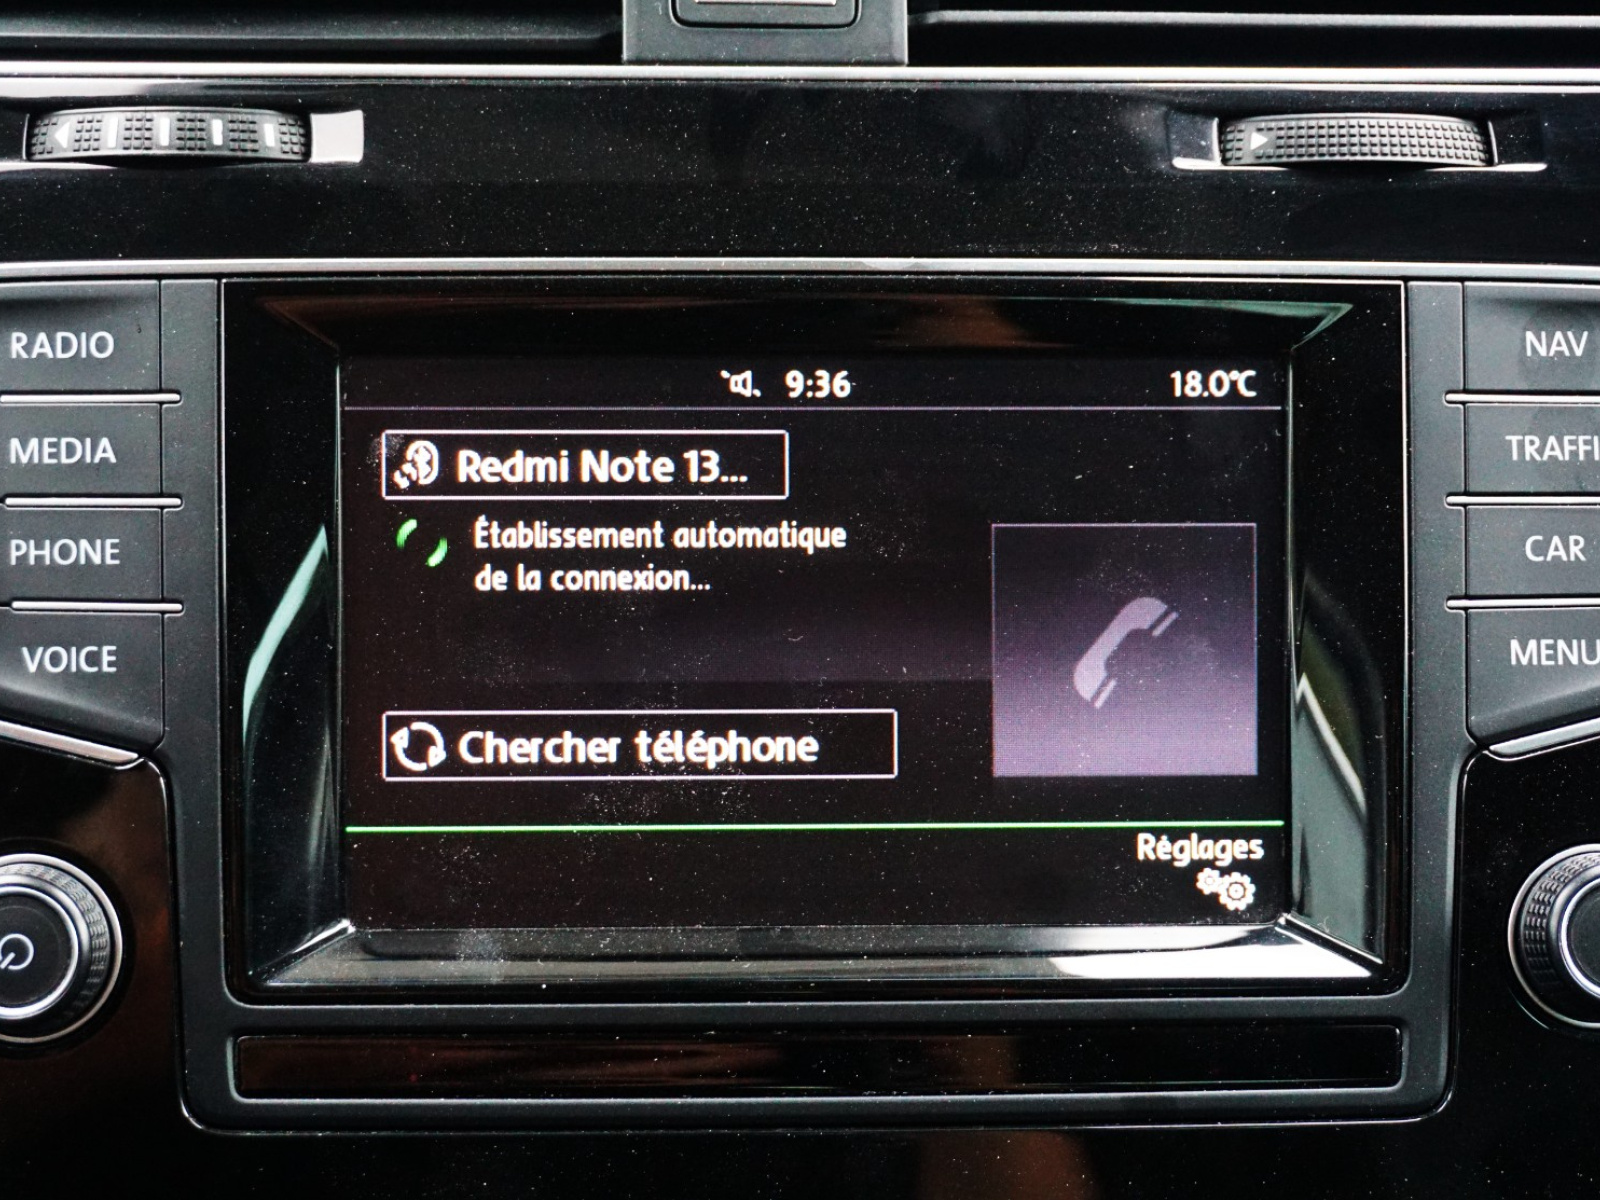 RADIO
MEDIA
PHONE
VOICE
9:36
18.0°C
Redmi Note 13...
Établissement automatique
de la connexion...
Chercher téléphone
Réglages
NAV
TRAFFI
CAR
MENU